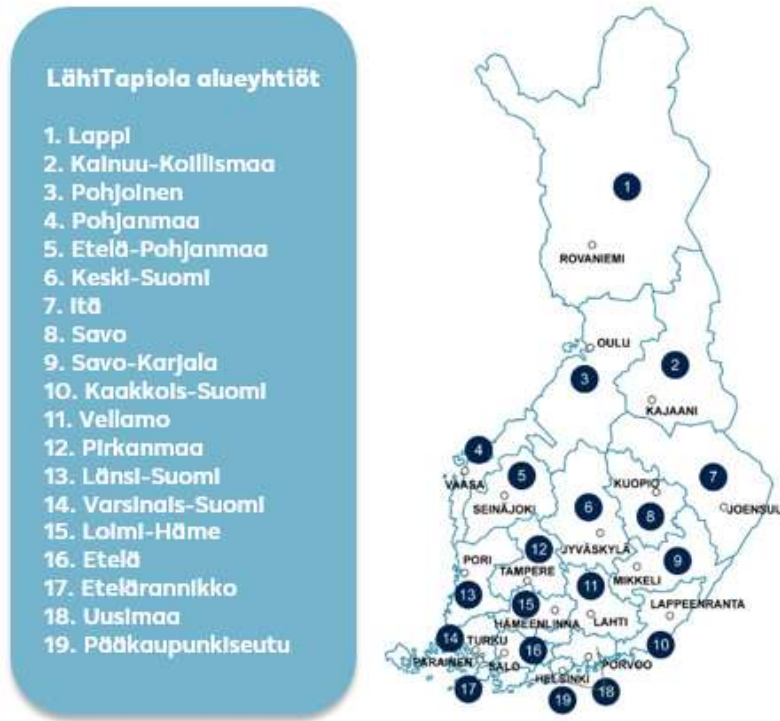 LähiTapiola alueyhtiöt
1. Lappi
2. Kainuu-Koillismaa
3. Pohjoinen
4. Pohjanmaa
5. Etelä-Pohjanmaa
6. Keski-Suomi
7. Itä
8. Savo
9. Savo-Karjala
10. Kaakkois-Suomi
11. Vellamo
12. Pirkanmaa
13. Länsi-Suomi
14. Varsinais-Suomi
15. Loimi-Häme
16. Etelä
17. Etelärannikko
18. Uusimaa
19. Pääkaupunkiseutu
1
ROVANIEMI
OULU
2
3
KAJAANI
4
VAASA
5
SEINÄJOKI
6
KUOPIO
7
8
JOENSUU
12
JYVÄSKYLÄ
9
PORI
TAMPERE
MIKKELI
11
13
15
HÄMEENLINNA
LAHTI
LAPPEENRANTA
14
TURKU
16
10
PARAINEN
SALO
PORVOO
HELSINKI
17
19
18